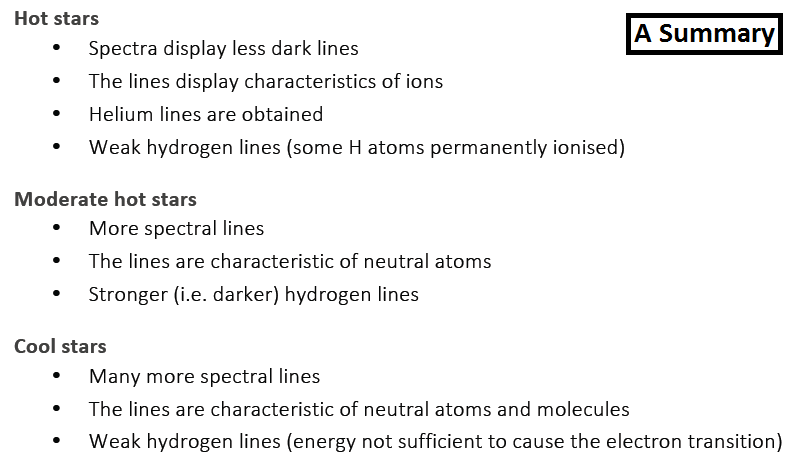 Hot stars
A Summary
• Spectra display less dark lines
• The lines display characteristics of ions
• Helium lines are obtained
• Weak hydrogen lines (some H atoms permanently ionised)
Moderate hot stars
• More spectral lines
• The lines are characteristic of neutral atoms
• Stronger (i.e. darker) hydrogen lines
Cool stars
• Many more spectral lines
• The lines are characteristic of neutral atoms and molecules
• Weak hydrogen lines (energy not sufficient to cause the electron transition)